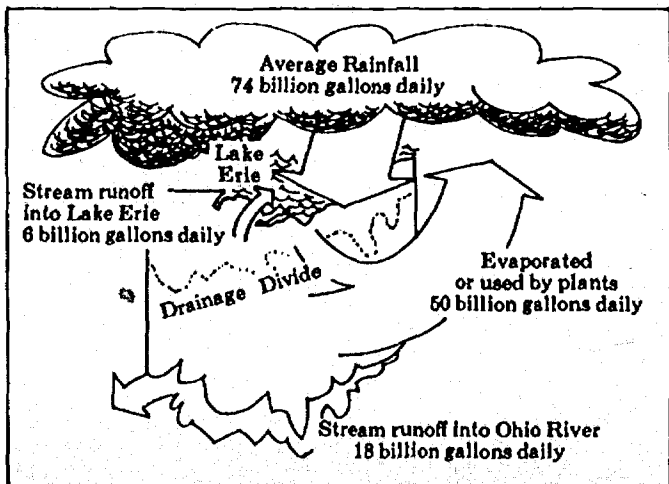 Average Rainfall
74 billion gallons daily
Lake
Erie
Stream runoff
into Lake Erie
6 billion gallons daily
Drainage Divide
Evaporated
or used by plants
50 billion gallons daily
Stream runoff into Ohio River
18 billion gallons daily